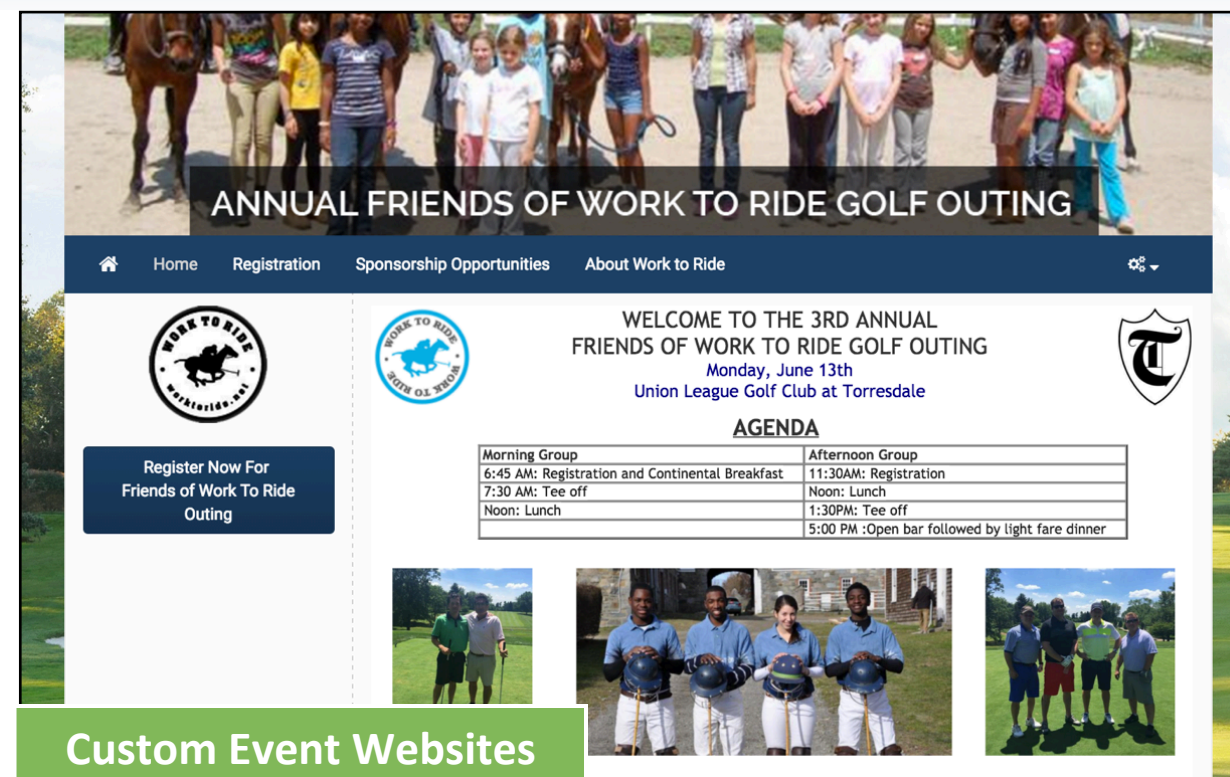 ANNUAL FRIENDS OF WORK TO RIDE GOLF OUTING
Home Registration Sponsorship Opportunities About Work to Ride
WORK TO RIDE
worktoride.net
Register Now For
Friends of Work To Ride
Outing
WORK TO RIDE
WORK TO RIDE
WELCOME TO THE 3RD ANNUAL
FRIENDS OF WORK TO RIDE GOLF OUTING
Monday, June 13th
Union League Golf Club at Torresdale
T
AGENDA
Morning Group Afternoon Group
6:45 AM: Registration and Continental Breakfast 11:30AM: Registration
7:30 AM: Tee off Noon: Lunch
Noon: Lunch 1:30PM: Tee off
5:00 PM :Open bar followed by light fare dinner
Custom Event Websites